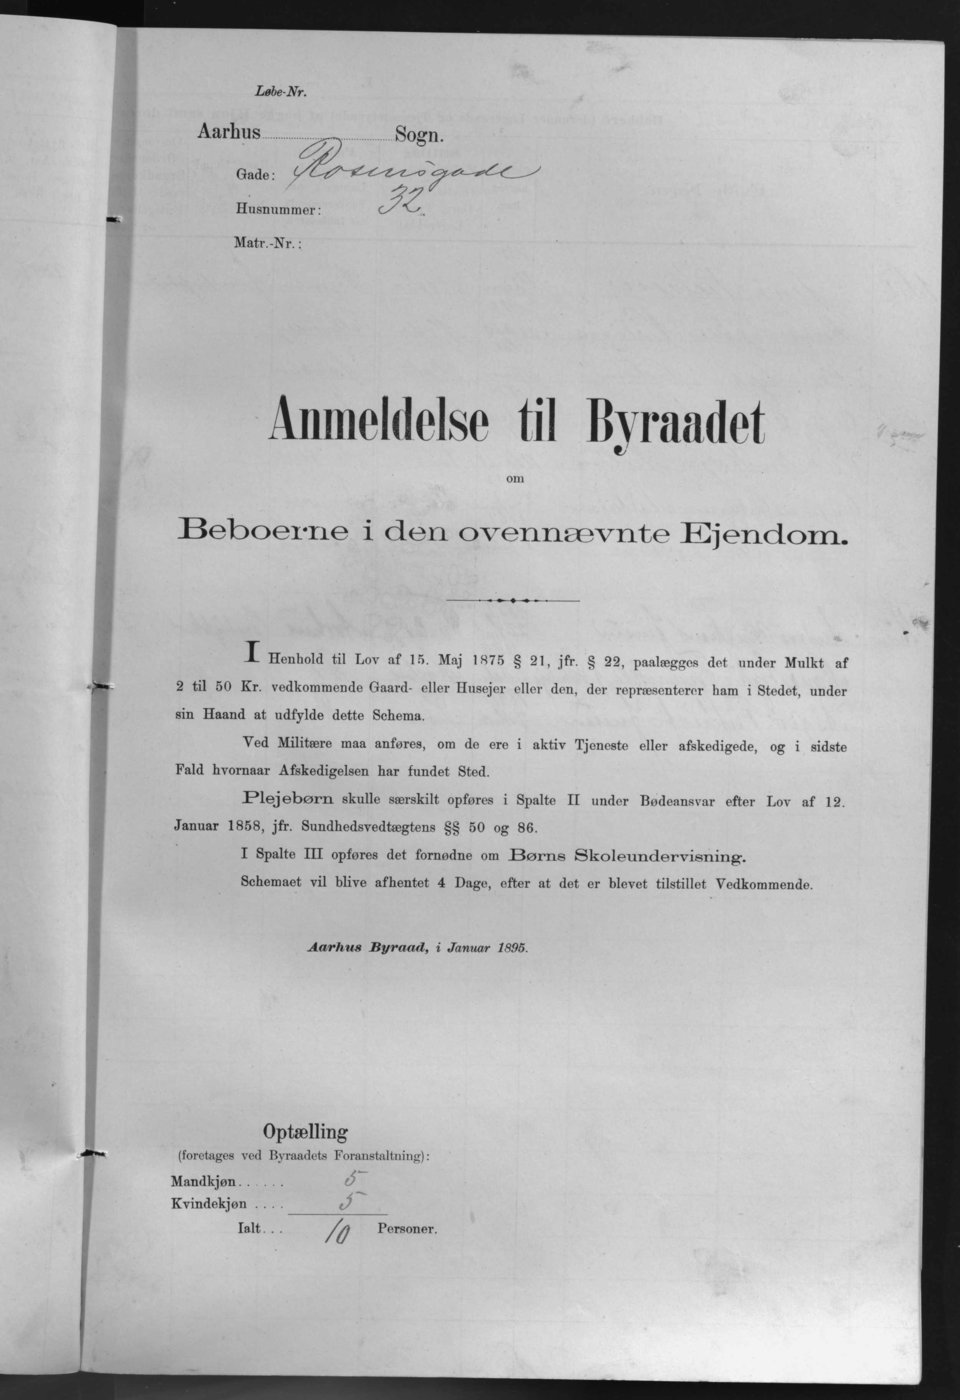 Løbe-Nr.
Aarhus Sogn.
Gade: Rosensgade
Husnummer: 32.
Matr.-Nr.:
Anmeldelse til Byraadet
om
Beboerne i den ovennævnte Ejendom.
I Henhold til Lov af 15. Maj 1875 § 21, jfr. § 22, paalægges det under Mulkt af
2 til 50 Kr. vedkommende Gaard- eller Husejer eller den, der repræsenterer ham i Stedet, under
sin Haand at udfylde dette Schema.
Ved Militære maa anføres, om de ere i aktiv Tjeneste eller afskedigede, og i sidste
Fald hvornaar Afskedigelsen har fundet Sted.
Plejebørn skulle særskilt opføres i Spalte II under Bødeansvar efter Lov af 12.
Januar 1858, jfr. Sundhedsvedtægtens §§ 50 og 86.
I Spalte III opføres det fornødne om Børns Skoleundervisning.
Schemaet vil blive afhentet 4 Dage, efter at det er blevet tilstillet Vedkommende.
Aarhus Byraad, i Januar 1895.
Optælling
(foretages ved Byraadets Foranstaltning):
Mandkjøn...... 5
Kvindekjøn .... 5
Ialt... 10 Personer.